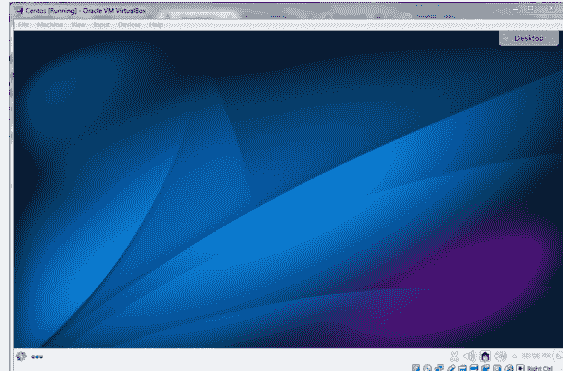 Centos [Running] - Oracle VM VirtualBox
File Machine View Input Devices Help
Desktop
Right Ctrl